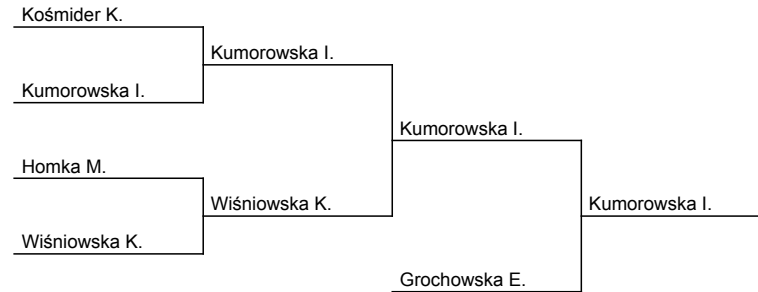 Kośmider K.
Kumorowska I.
Kumorowska I.
Kumorowska I.
Homka M.
Wiśniowska K.
Kumorowska I.
Wiśniowska K.
Grochowska E.